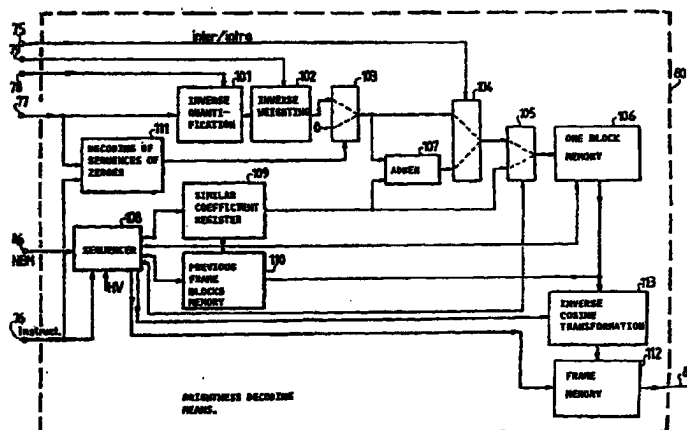 75
inter/intra
78
77
101
102
103
104
80
INVERSE
QUANTI-
FICATION
INVERSE
WEIGHTING
0
105
106
111
DECODING OF
SEQUENCES OF
ZEROES
ONE BLOCK
MEMORY
107
ADDER
109
SIMILAR
COEFFICIENT
REGISTER
108
SEQUENCER
86
NBM
HV
110
PREVIOUS
FRAME
BLOCKS
MEMORY
113
INVERSE
COSINE
TRANSFORMATION
76
Instruct.
112
FRAME
MEMORY
BRIGHTNESS DECODING
MEANS.